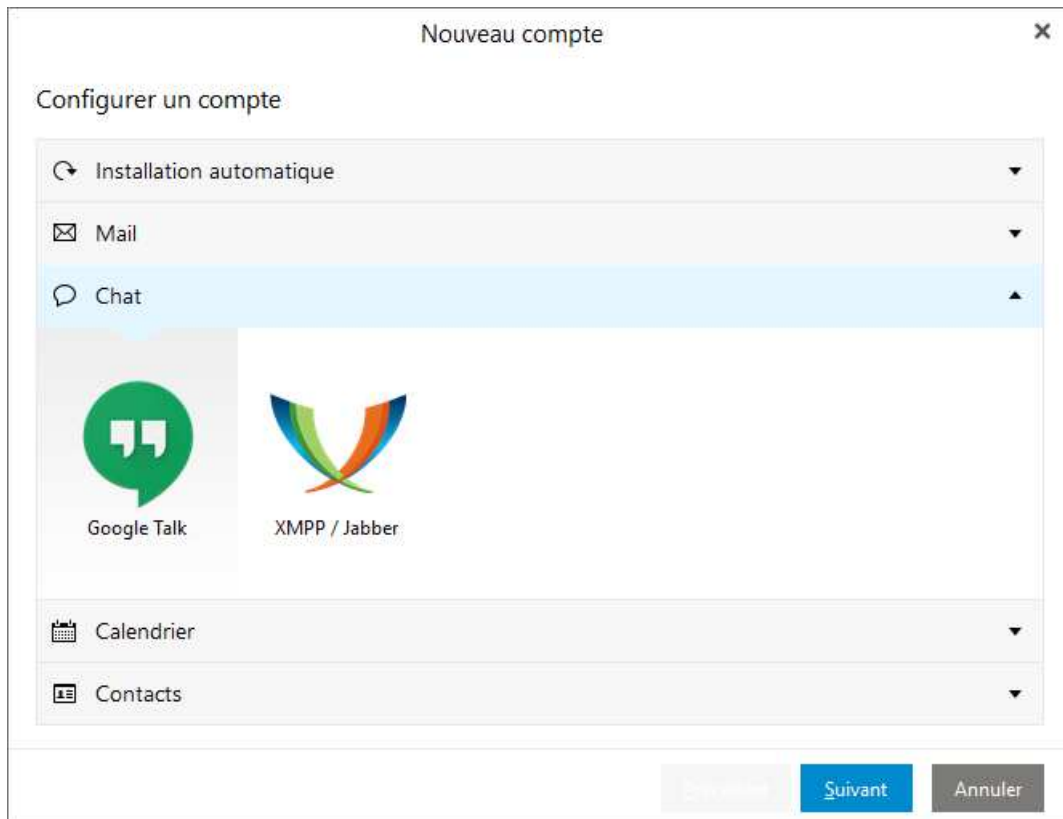 Nouveau compte
Configurer un compte
Installation automatique
Mail
Chat
Google Talk
XMPP / Jabber
Calendrier
Contacts
Suivant
Annuler